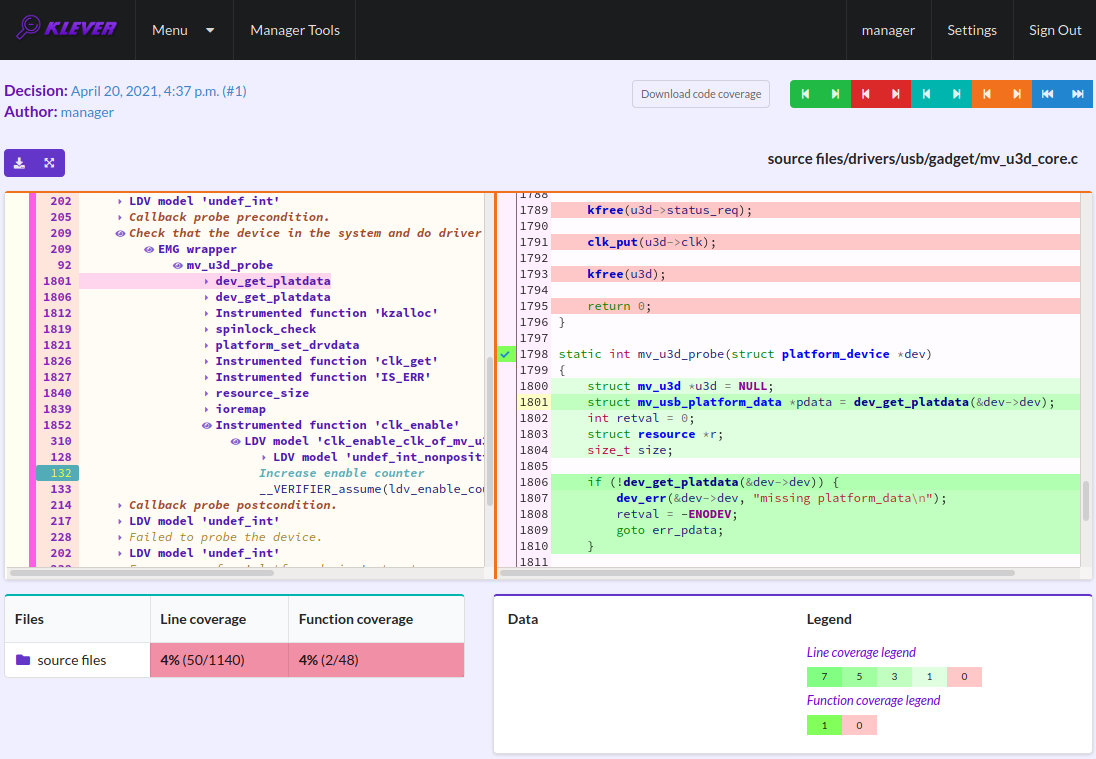 KLEVER Menu Manager Tools manager Settings Sign Out
Decision: April 20, 2021, 4:37 p.m. (#1)
Author: manager
Download code coverage
source files/drivers/usb/gadget/mv_u3d_core.c
202 LDV model 'undef_int'
205 Callback probe precondition.
209 Check that the device in the system and do driver
209 EMG wrapper
92 mv_u3d_probe
1801 dev_get_platdata
1806 dev_get_platdata
1812 Instrumented function 'kzalloc'
1819 spinlock_check
1821 platform_set_drvdata
1826 Instrumented function 'clk_get'
1827 Instrumented function 'IS_ERR'
1840 resource_size
1839 ioremap
1852 Instrumented function 'clk_enable'
310 LDV model 'clk_enable_clk_of_mv_u3
128 LDV model 'undef_int_nonposit
132 Increase enable counter
133 __VERIFIER_assume(ldv_enable_cou
214 Callback probe postcondition.
217 LDV model 'undef_int'
228 Failed to probe the device.
202 LDV model 'undef_int'
1788
1789 kfree(u3d->status_req);
1790
1791 clk_put(u3d->clk);
1792
1793 kfree(u3d);
1794
1795 return 0;
1796 }
1797
1798 static int mv_u3d_probe(struct platform_device *dev)
1799 {
1800 struct mv_u3d *u3d = NULL;
1801 struct mv_usb_platform_data *pdata = dev_get_platdata(&dev->dev);
1802 int retval = 0;
1803 struct resource *r;
1804 size_t size;
1805
1806 if (!dev_get_platdata(&dev->dev)) {
1807 dev_err(&dev->dev, "missing platform_data\n");
1808 retval = -ENODEV;
1809 goto err_pdata;
1810 }
1811
Files Line coverage Function coverage
source files 4% (50/1140) 4% (2/48)
Data
Legend
Line coverage legend
7 5 3 1 0
Function coverage legend
1 0